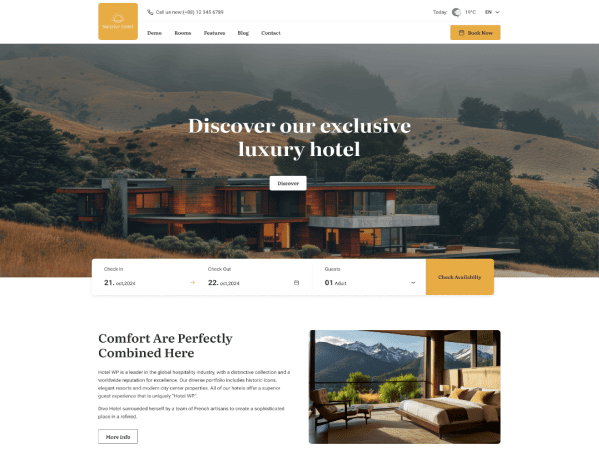 Call us now: (+88) 12 345 6789
Today: 19°C EN
Demo Rooms Features Blog Contact
Book Now
Discover our exclusive
luxury hotel
Discover
Check In
21. oct,2024
Check Out
22. oct,2024
Guests
01 Adult
Check Availability
Comfort Are Perfectly
Combined Here
Hotel WP is a leader in the global hospitality industry, with a distinctive collection and a
worldwide reputation for excellence. Our diverse portfolio includes historic icons,
elegant resorts and modern city center properties. All of our hotels offer a superior
guest experience that is uniquely "Hotel WP".
Dive Hotel surrounded herself by a team of French artisans to create a sophisticated
place in a refined.
More Info